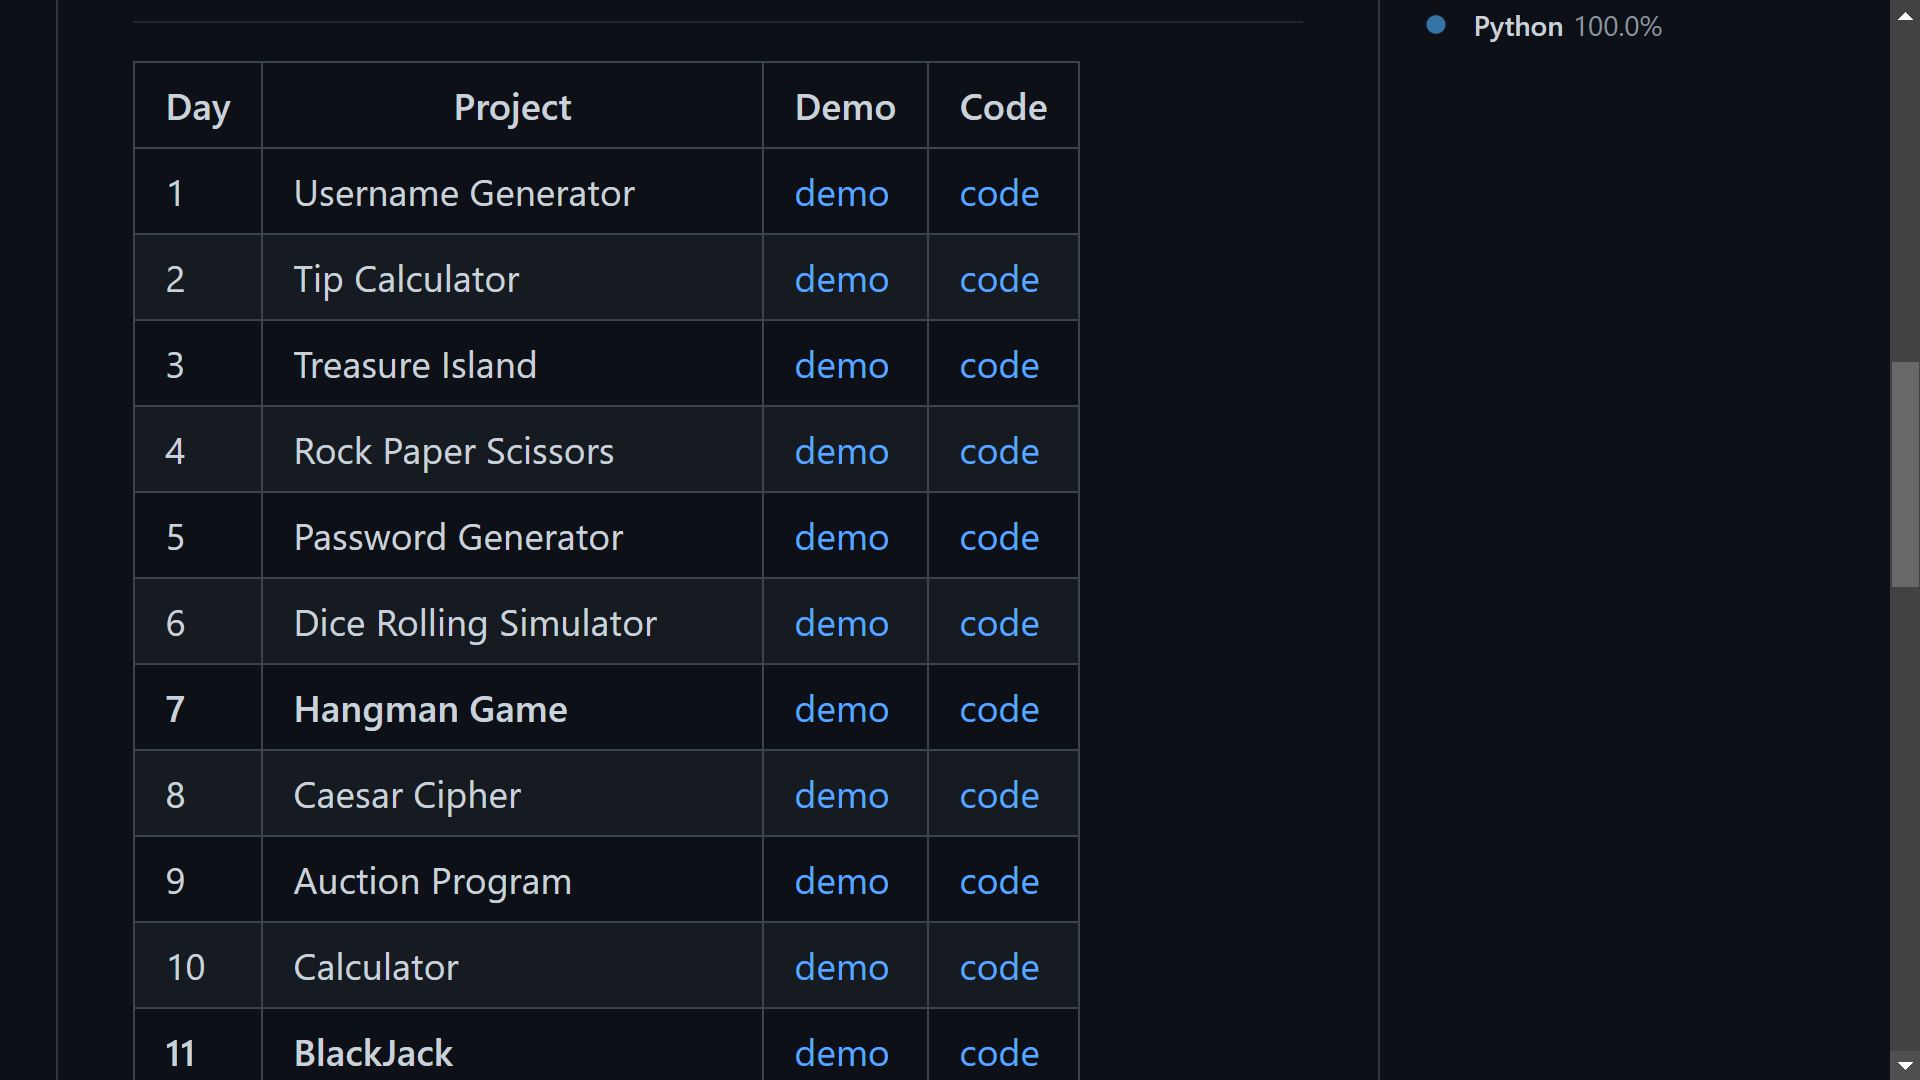 Python 100.0%
Day Project Demo Code
1 Username Generator demo code
2 Tip Calculator demo code
3 Treasure Island demo code
4 Rock Paper Scissors demo code
5 Password Generator demo code
6 Dice Rolling Simulator demo code
7 Hangman Game demo code
8 Caesar Cipher demo code
9 Auction Program demo code
10 Calculator demo code
11 BlackJack demo code